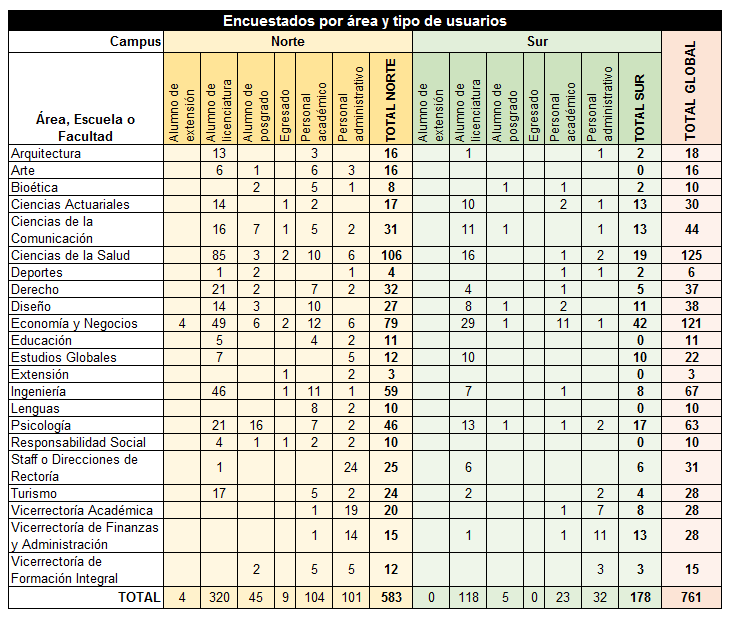 Encuestados por área y tipo de usuarios
Campus Norte Sur TOTAL GLOBAL
Área, Escuela o Facultad Alumno de extensión Alumno de licenciatura Alumno de posgrado Egresado Personal académico Personal administrativo TOTAL NORTE Alumno de extensión Alumno de licenciatura Alumno de posgrado Egresado Personal académico Personal administrativo TOTAL SUR
Arquitectura 13 3 16 1 1 2 18
Arte 6 1 6 3 16 0 16
Bioética 2 5 1 8 1 1 2 10
Ciencias Actuariales 14 1 2 17 10 2 1 13 30
Ciencias de la Comunicación 16 7 1 5 2 31 11 1 1 13 44
Ciencias de la Salud 85 3 2 10 6 106 16 1 2 19 125
Deportes 1 2 1 4 1 1 2 6
Derecho 21 2 7 2 32 4 1 5 37
Diseño 14 3 10 27 8 1 2 11 38
Economía y Negocios 4 49 6 2 12 6 79 29 1 11 1 42 121
Educación 5 4 2 11 0 11
Estudios Globales 7 5 12 10 10 22
Extensión 1 2 3 0 3
Ingeniería 46 1 11 1 59 7 1 8 67
Lenguas 8 2 10 0 10
Psicología 21 16 7 2 46 13 1 1 2 17 63
Responsabilidad Social 4 1 1 2 2 10 0 10
Staff o Direcciones de Rectoría 1 24 25 6 6 31
Turismo 17 5 2 24 2 2 4 28
Vicerrectoría Académica 1 19 20 1 7 8 28
Vicerrectoría de Finanzas y Administración 1 14 15 1 1 11 13 28
Vicerrectoría de Formación Integral 2 5 5 12 3 3 15
TOTAL 4 320 45 9 104 101 583 0 118 5 0 23 32 178 761